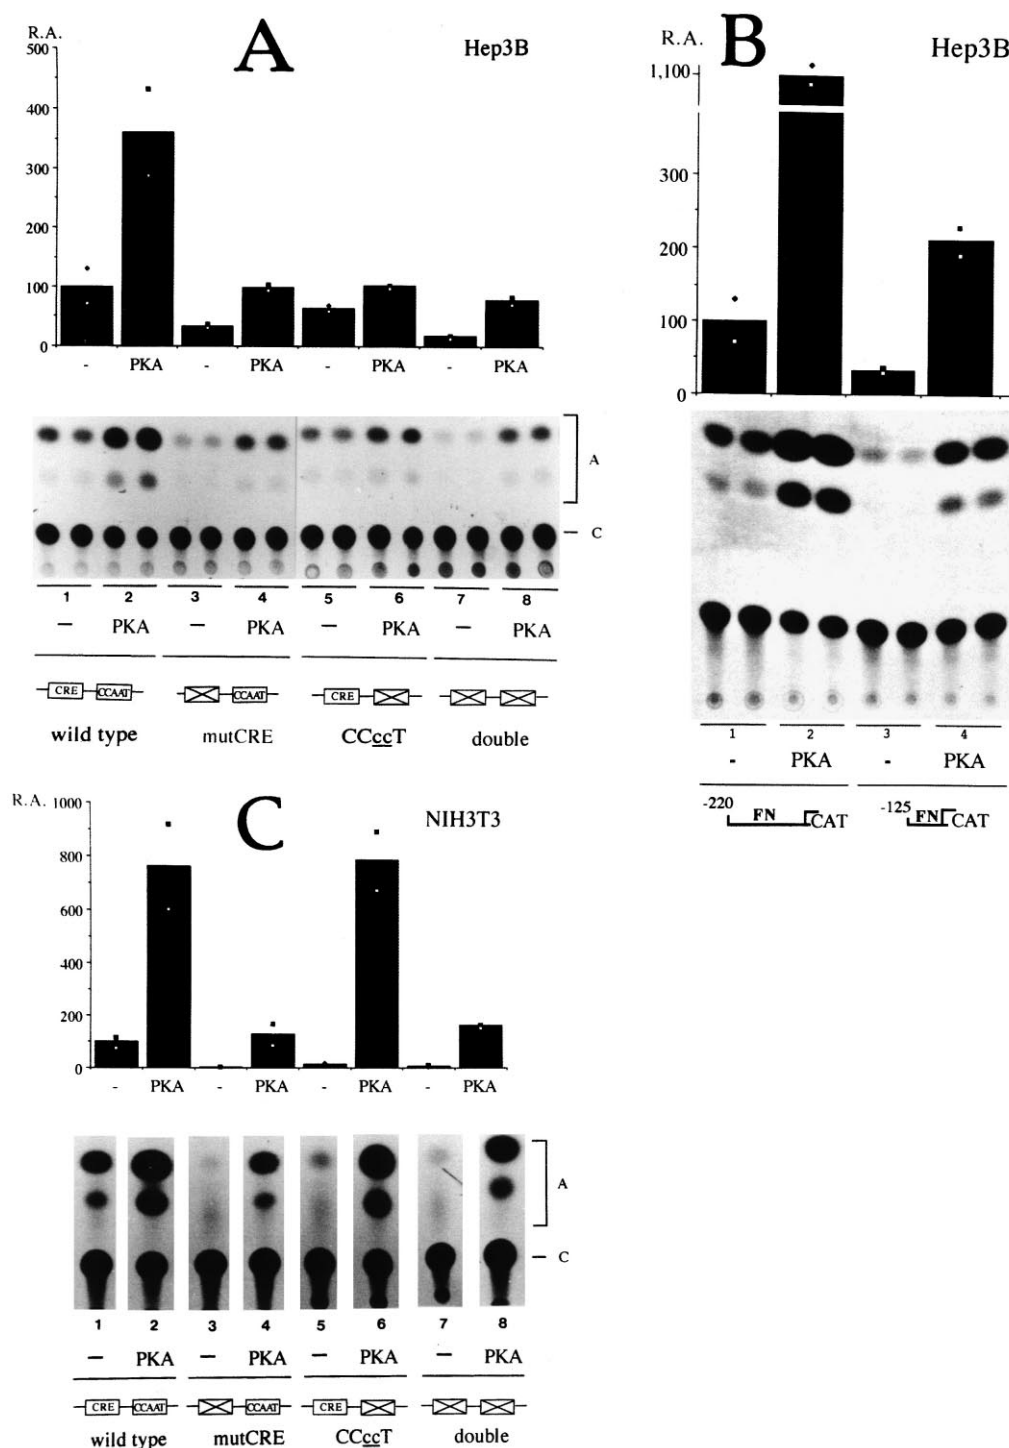 A
R.A.
Hep3B
500
400
300
200
100
0
- PKA - PKA - PKA - PKA
A
C
1 2 3 4 5 6 7 8
— PKA — PKA — PKA — PKA
CRE CCAAT CCAAT CRE
wild type mutCRE CCccT double
B
R.A.
Hep3B
1,100
300
200
100
0
1 2 3 4
- PKA - PKA
-220 FN CAT -125 FN CAT
C
R.A.
NIH3T3
1000
800
600
400
200
0
- PKA - PKA - PKA - PKA
A
C
1 2 3 4 5 6 7 8
— PKA — PKA — PKA — PKA
CRE CCAAT CCAAT CRE
wild type mutCRE CCccT double